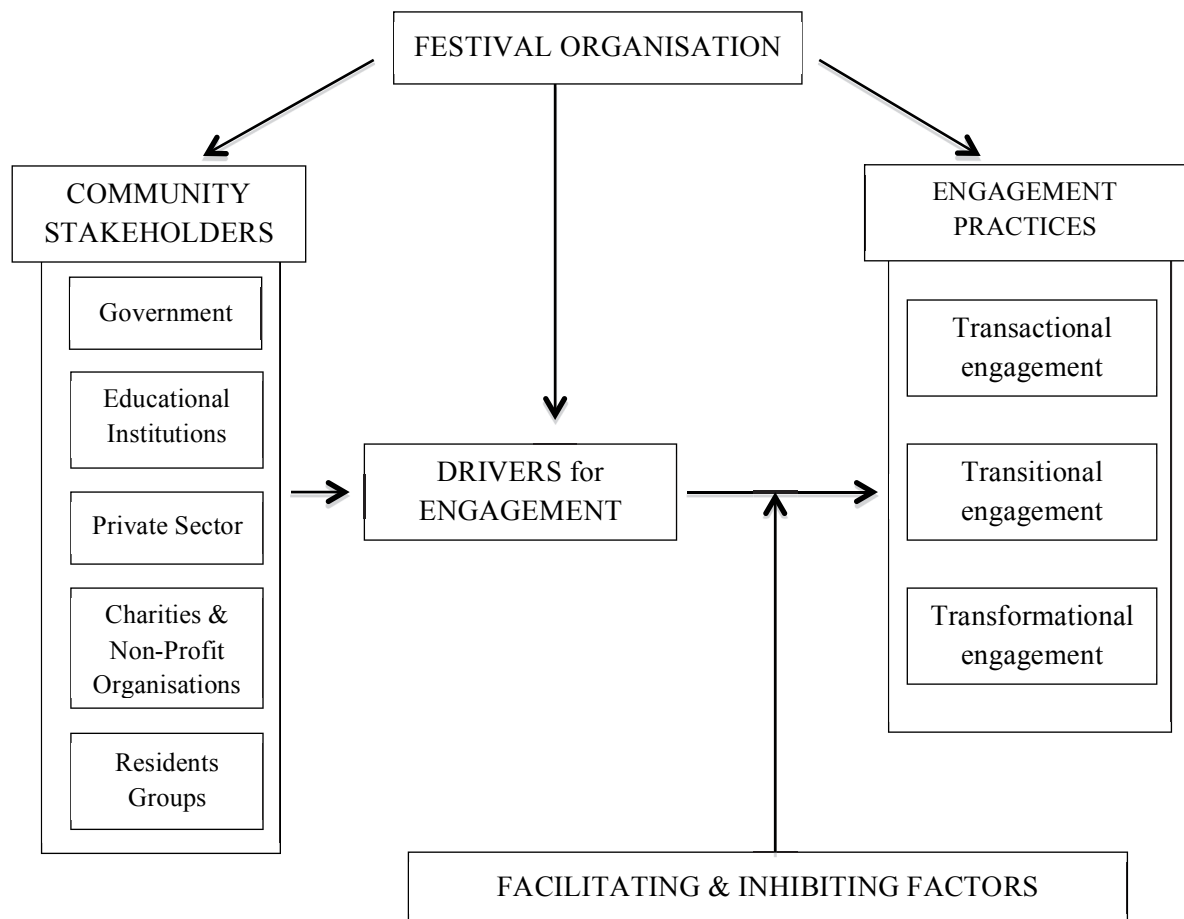 FESTIVAL ORGANISATION
COMMUNITY
STAKEHOLDERS
Government
Educational
Institutions
Private Sector
Charities &
Non-Profit
Organisations
Residents
Groups
DRIVERS for
ENGAGEMENT
ENGAGEMENT
PRACTICES
Transactional
engagement
Transitional
engagement
Transformational
engagement
FACILITATING & INHIBITING FACTORS